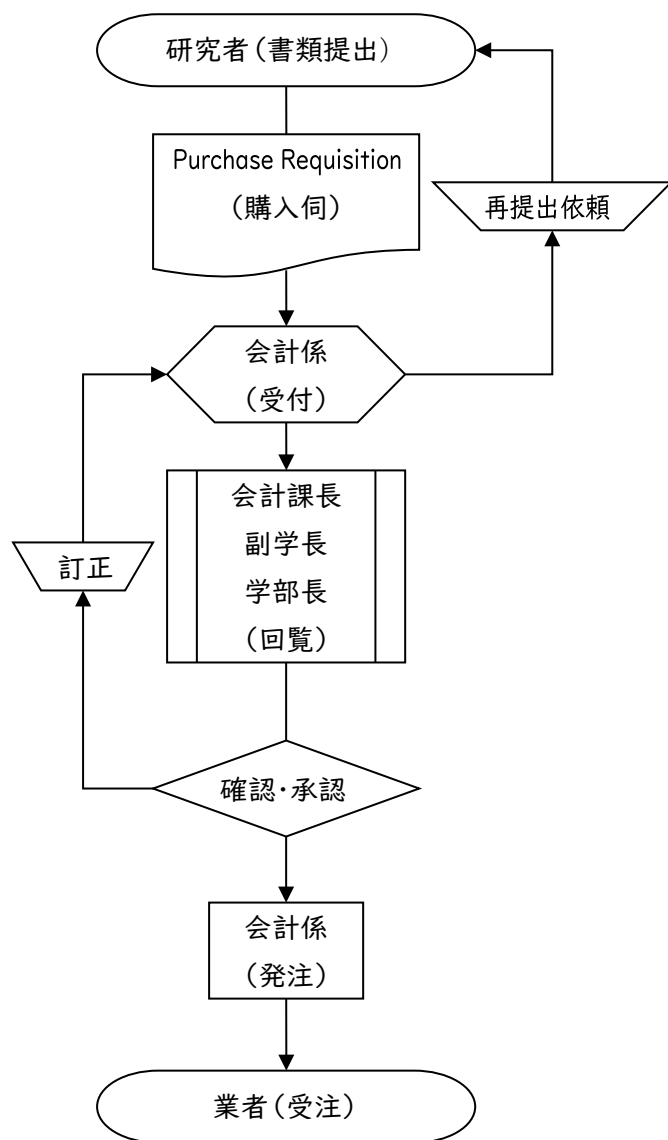 研究者（書類提出）
Purchase Requisition
（購入伺）
再提出依頼
会計係
（受付）
会計課長
副学長
学部長
（回覧）
訂正
確認・承認
会計係
（発注）
業者（受注）